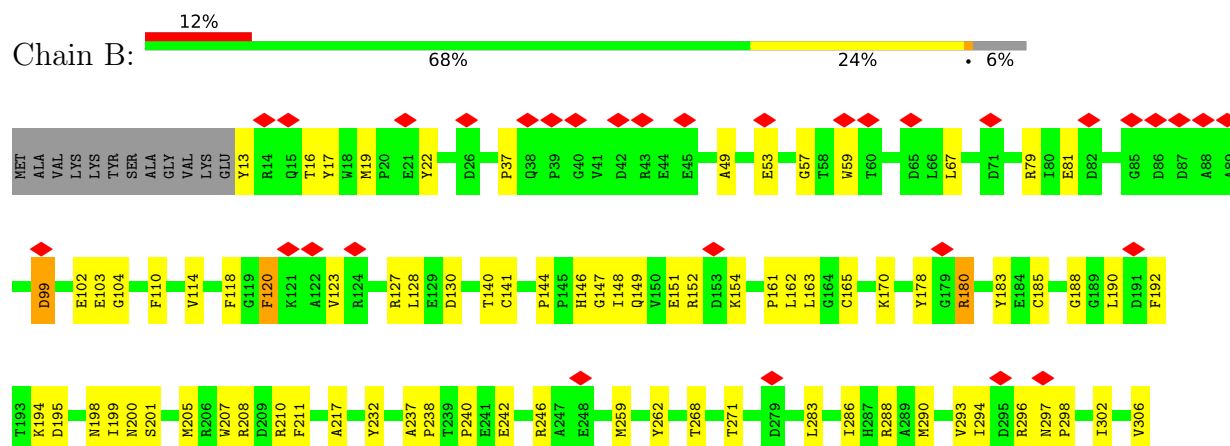 12%
Chain B:
68% 24% • 6%
MET ALA VAL LYS LYS TYR SER ALA GLY VAL LYS GLU Y13 R14 Q15 T16 Y17 W18 M19 P20 E21 Y22 D26 P37 Q38 P39 G40 V41 D42 R43 E44 E45 A49 E53 G57 T58 W59 T60 D65 L66 L67 D71 R79 I80 E81 D82 G85 D86 D87 A88 A89
D99 E102 E103 G104 F110 V114 F118 G119 F120 K121 A122 V123 R124 R127 L128 E129 D130 T140 C141 P144 P145 H146 G147 I148 Q149 V150 E151 R152 D153 K154 P161 L162 L163 G164 C165 K170 Y178 G179 R180 Y183 E184 C185 G188 G189 L190 D191 F192
T193 K194 D195 N198 I199 N200 S201 M205 R206 W207 R208 D209 R210 F211 A217 Y232 A237 P238 T239 P240 E241 E242 R246 A247 E248 M259 Y262 T268 T271 D279 L283 I286 H287 R288 A289 M290 V293 I294 D295 R296 N297 P298 I302 V306